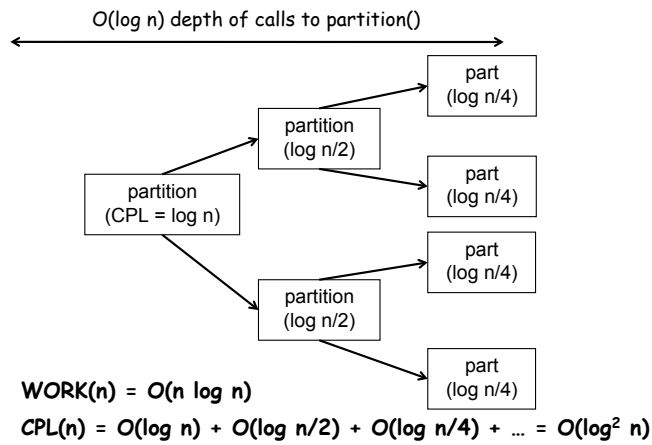 O(log n) depth of calls to partition()
part
(log n/4)
partition
(log n/2)
part
(log n/4)
partition
(CPL = log n)
part
(log n/4)
partition
(log n/2)
part
(log n/4)
WORK(n) = O(n log n)
CPL(n) = O(log n) + O(log n/2) + O(log n/4) + … = O(log² n)